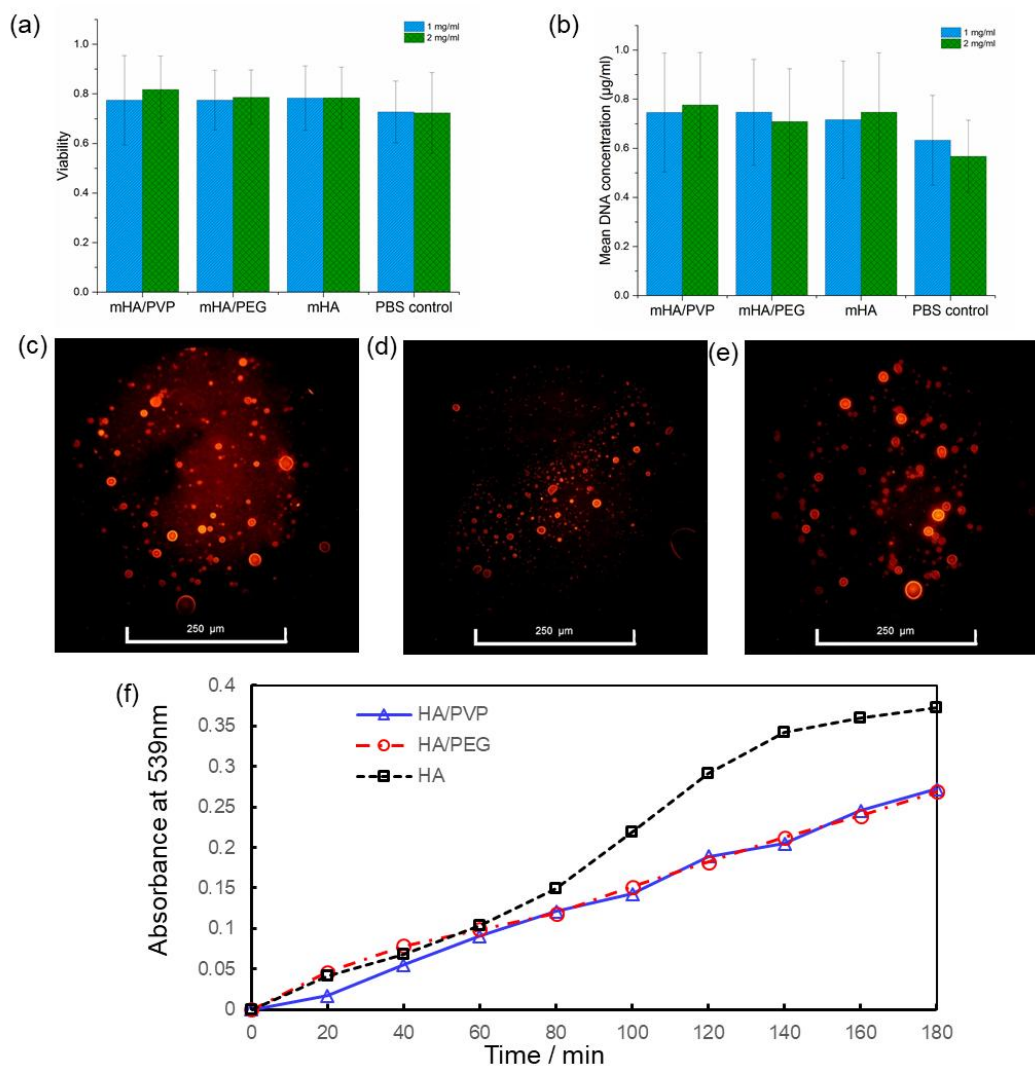 (a)
1 mg/ml
2 mg/ml
1.0
0.8
0.6
0.4
0.2
0.0
Viability
mHA/PVP mHA/PEG mHA PBS control
(b)
1 mg/ml
2 mg/ml
1.0
0.8
0.6
0.4
0.2
0.0
Mean DNA concentration (µg/ml)
mHA/PVP mHA/PEG mHA PBS control
(c)
250 µm
(d)
250 µm
(e)
250 µm
(f)
0.4
0.35
0.3
0.25
0.2
0.15
0.1
0.05
0
Absorbance at 539nm
HA/PVP
HA/PEG
HA
0 20 40 60 80 100 120 140 160 180
Time / min